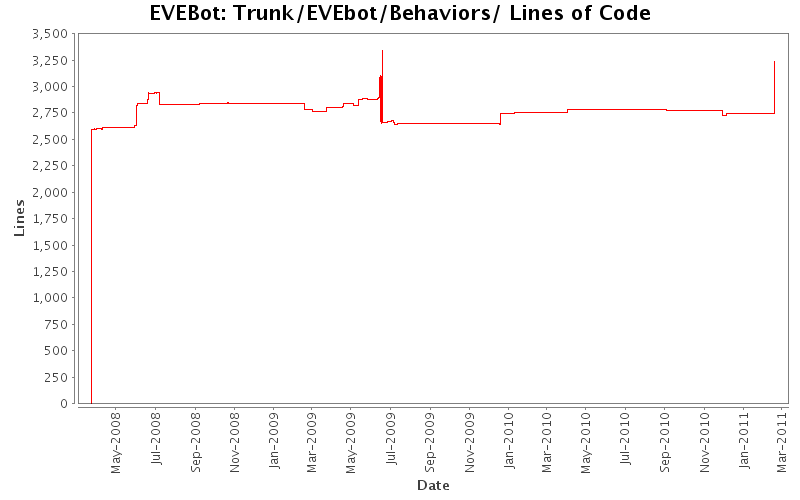 EVEBot: Trunk/EVEbot/Behaviors/ Lines of Code
Lines
3,500
3,250
3,000
2,750
2,500
2,250
2,000
1,750
1,500
1,250
1,000
750
500
250
0
May-2008
Jul-2008
Sep-2008
Nov-2008
Jan-2009
Mar-2009
May-2009
Jul-2009
Sep-2009
Nov-2009
Jan-2010
Mar-2010
May-2010
Jul-2010
Sep-2010
Nov-2010
Jan-2011
Mar-2011
Date